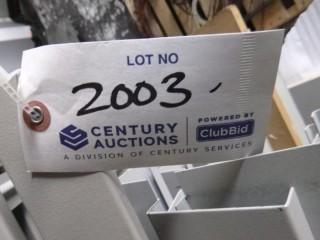 LOT NO
2003
CENTURY AUCTIONS
POWERED BY
ClubBid
A DIVISION OF CENTURY SERVICES